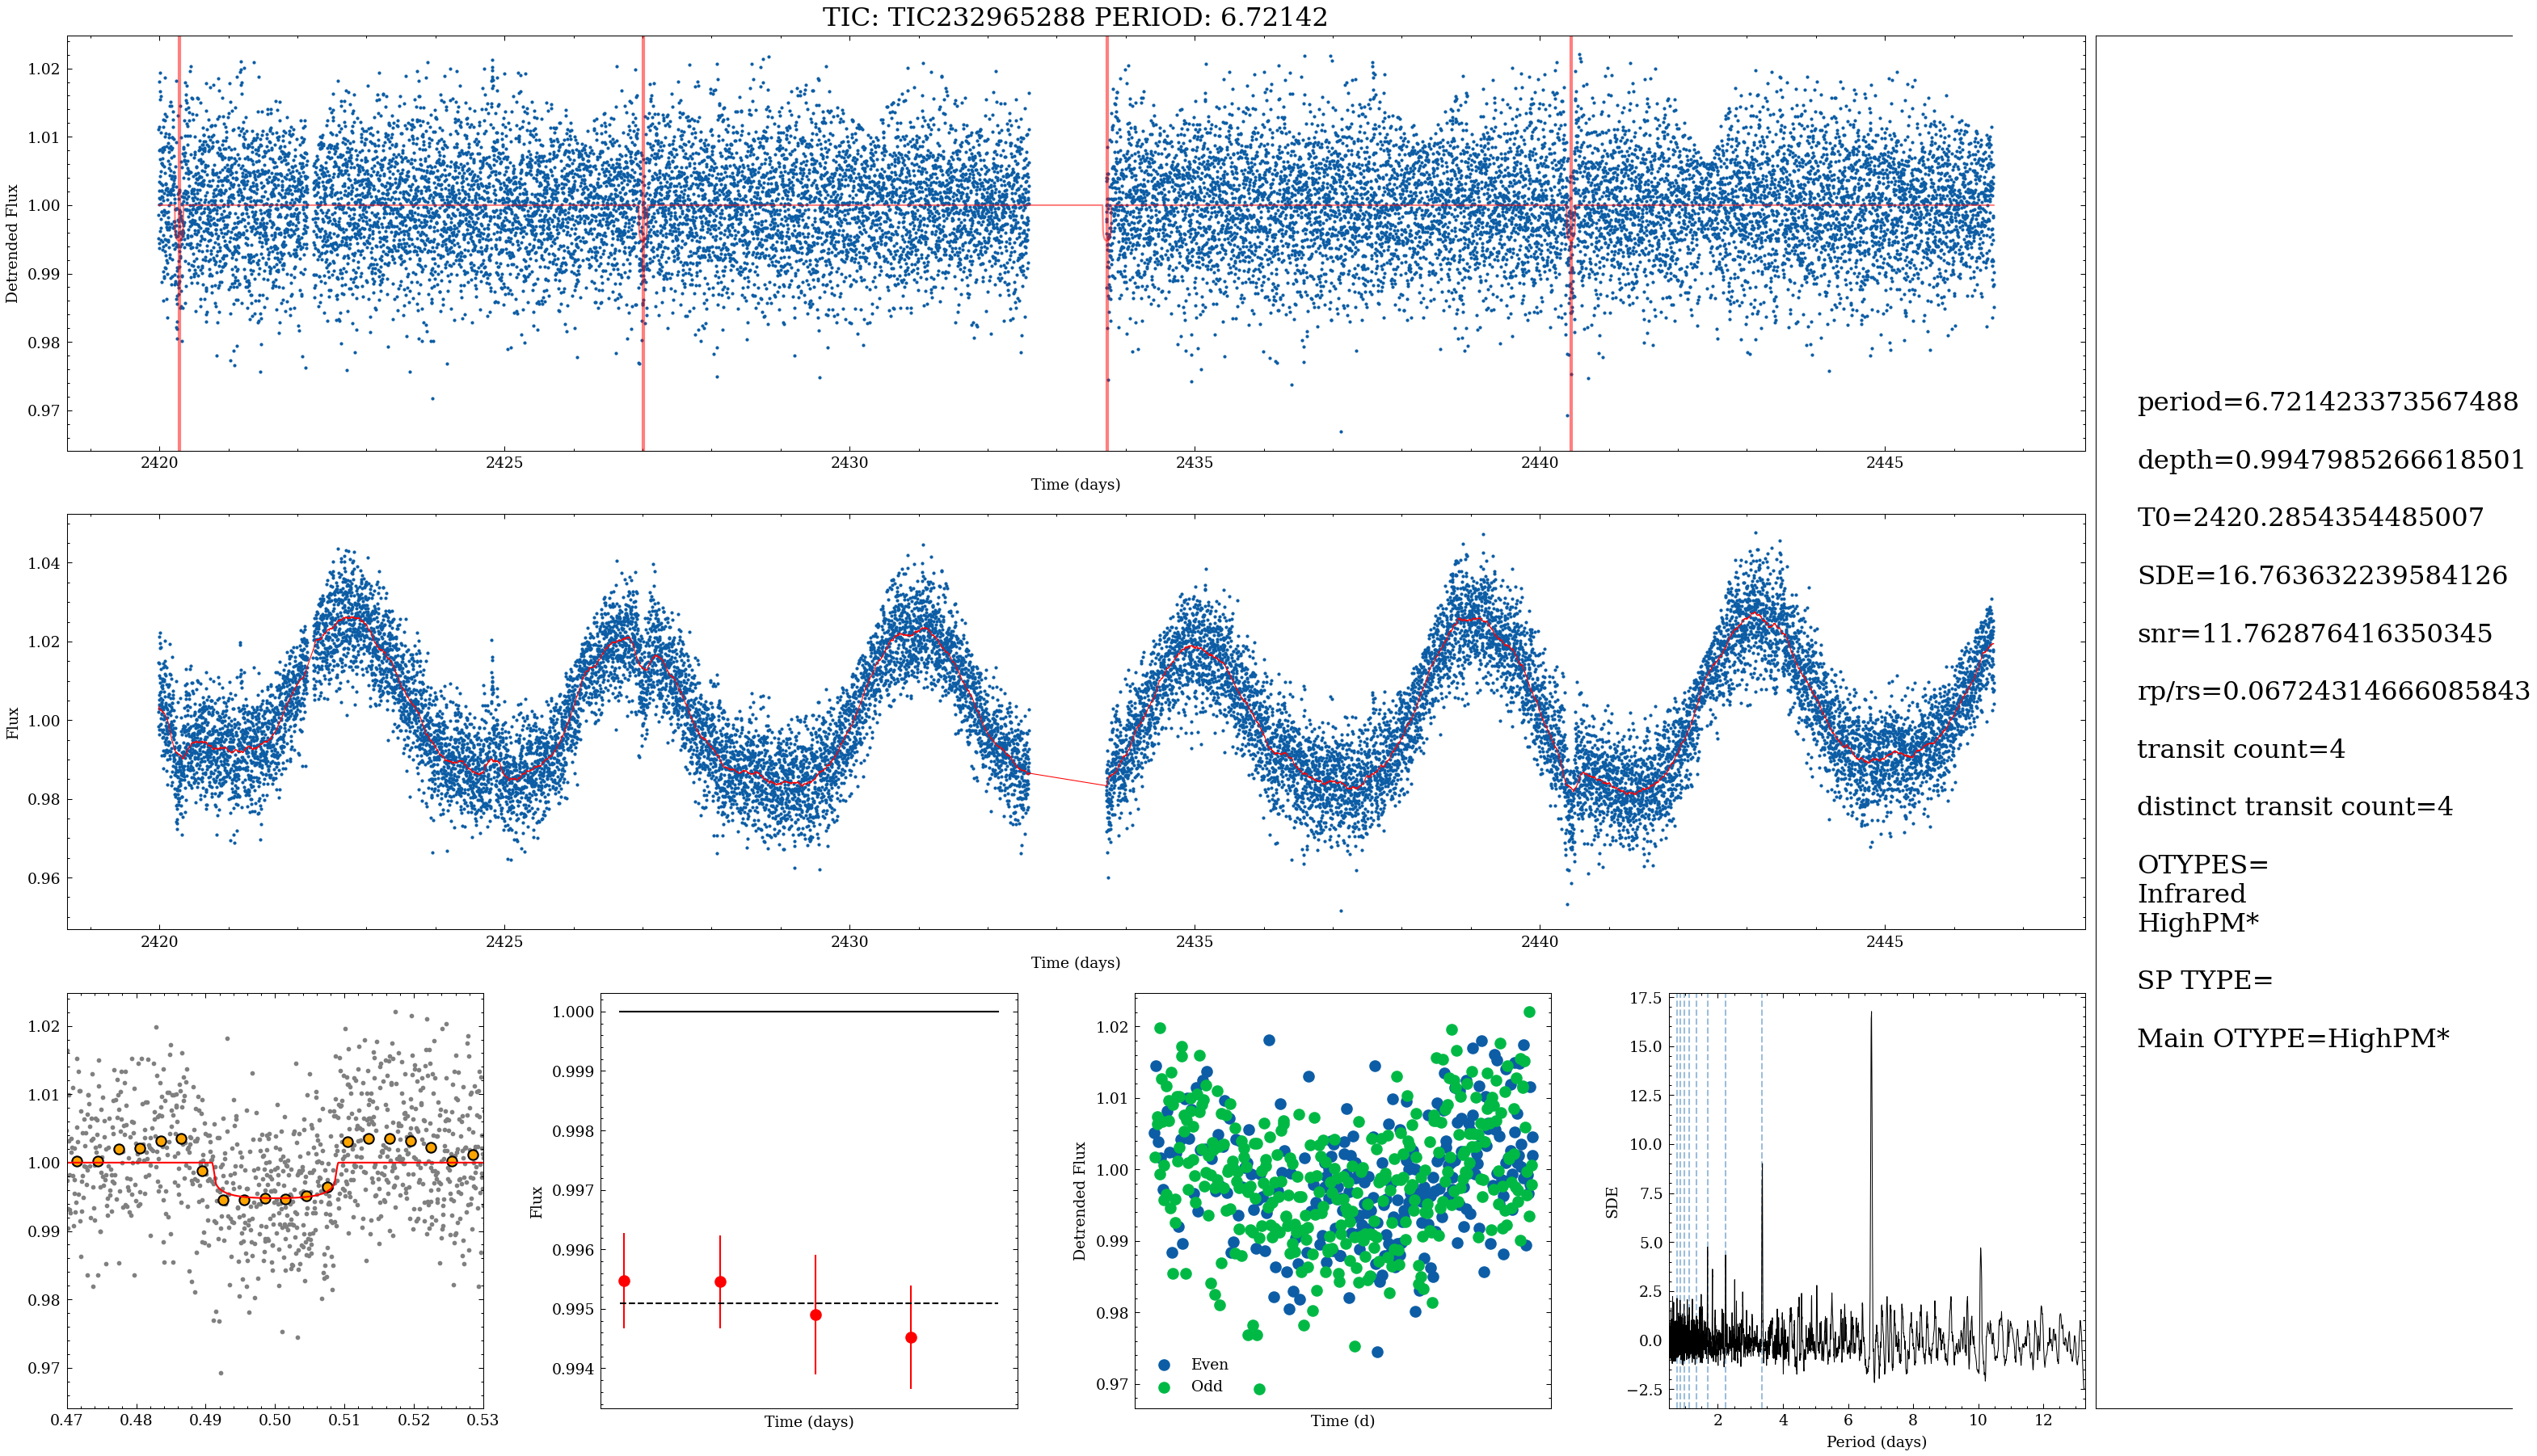 TIC: TIC232965288 PERIOD: 6.72142
1.02
1.01
1.00
0.99
0.98
0.97
Detrended Flux
2420
2425
2430
2435
2440
2445
Time (days)
1.04
1.02
1.00
0.98
0.96
Flux
2420
2425
2430
2435
2440
2445
Time (days)
1.02
1.01
1.00
0.99
0.98
0.97
0.47
0.48
0.49
0.50
0.51
0.52
0.53
1.000
0.999
0.998
0.997
0.996
0.995
0.994
Flux
Time (days)
1.02
1.01
1.00
0.99
0.98
0.97
Detrended Flux
Even
Odd
Time (d)
17.5
15.0
12.5
10.0
7.5
5.0
2.5
0.0
−2.5
SDE
2
4
6
8
10
12
Period (days)
period=6.721423373567488
depth=0.9947985266618501
T0=2420.2854354485007
SDE=16.763632239584126
snr=11.762876416350345
rp/rs=0.06724314666085843
transit count=4
distinct transit count=4
OTYPES=
Infrared
HighPM*
SP TYPE=
Main OTYPE=HighPM*